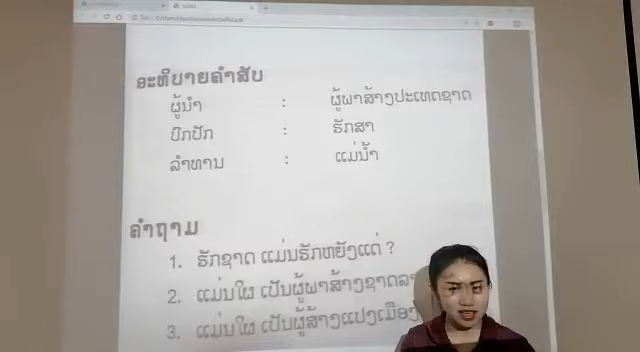 ອະທິບາຍຄຳສັບ
ຜູ້ນຳ : ຜູ້ພາສ້າງປະເທດຊາດ
ປົກປັກ : ຮັກສາ
ລຳທານ : ແມ່ນ້ຳ
ຄຳຖາມ
1. ຮັກຊາດ ແມ່ນຮັກຫຍັງແດ່ ?
2. ແມ່ນໃຜ ເປັນຜູ້ພາສ້າງຊາດ
3. ແມ່ນໃຜ ເປັນຜູ້ສ້າງແປງເມືອງ